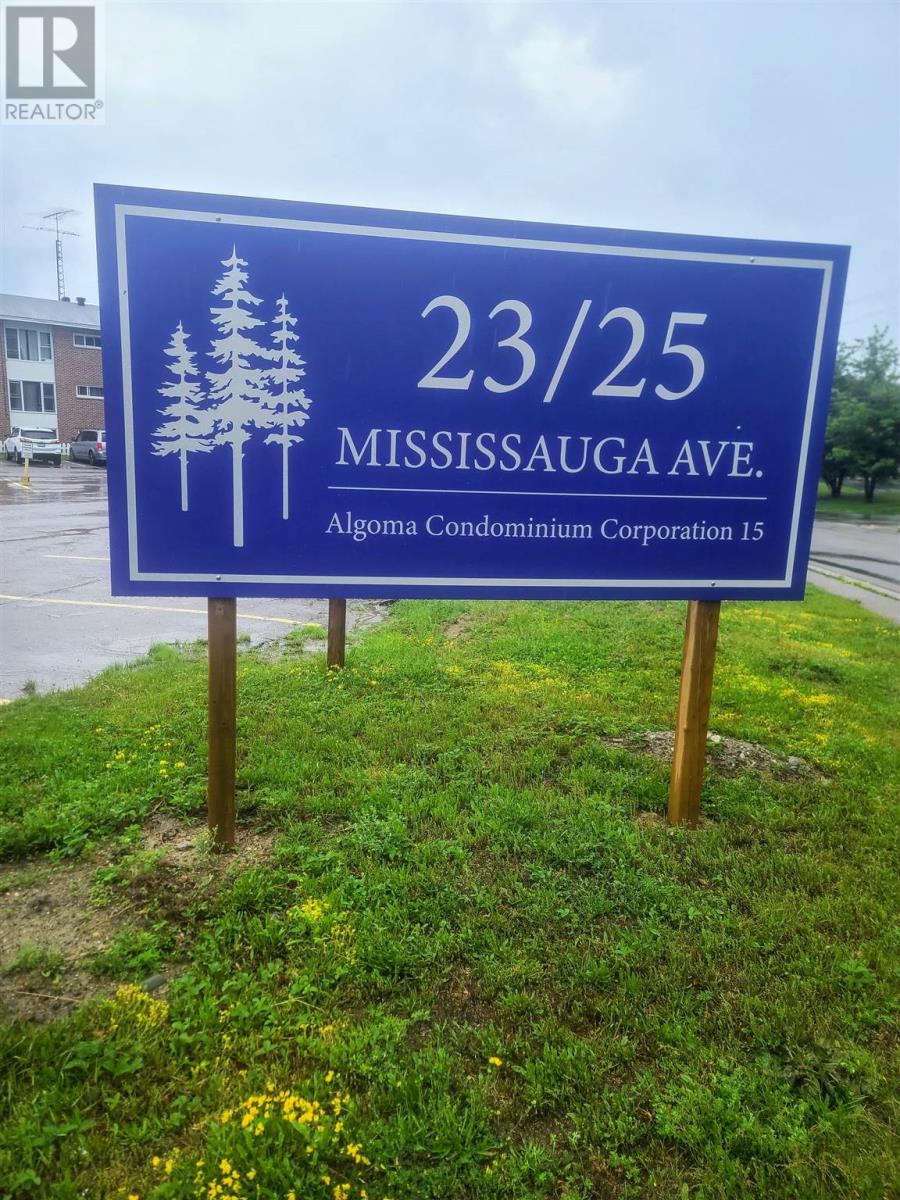 R
REALTOR®
23/25
MISSISSAUGA AVE.
Algoma Condominium Corporation 15